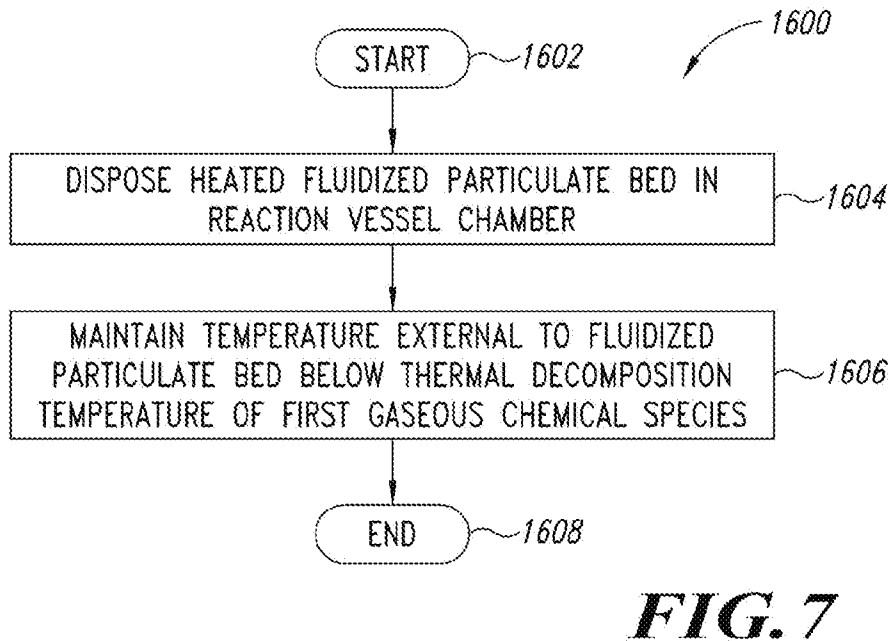 1600
START
1602
DISPOSE HEATED FLUIDIZED PARTICULATE BED IN
REACTION VESSEL CHAMBER
1604
MAINTAIN TEMPERATURE EXTERNAL TO FLUIDIZED
PARTICULATE BED BELOW THERMAL DECOMPOSITION
TEMPERATURE OF FIRST GASEOUS CHEMICAL SPECIES
1606
END
1608
FIG. 7